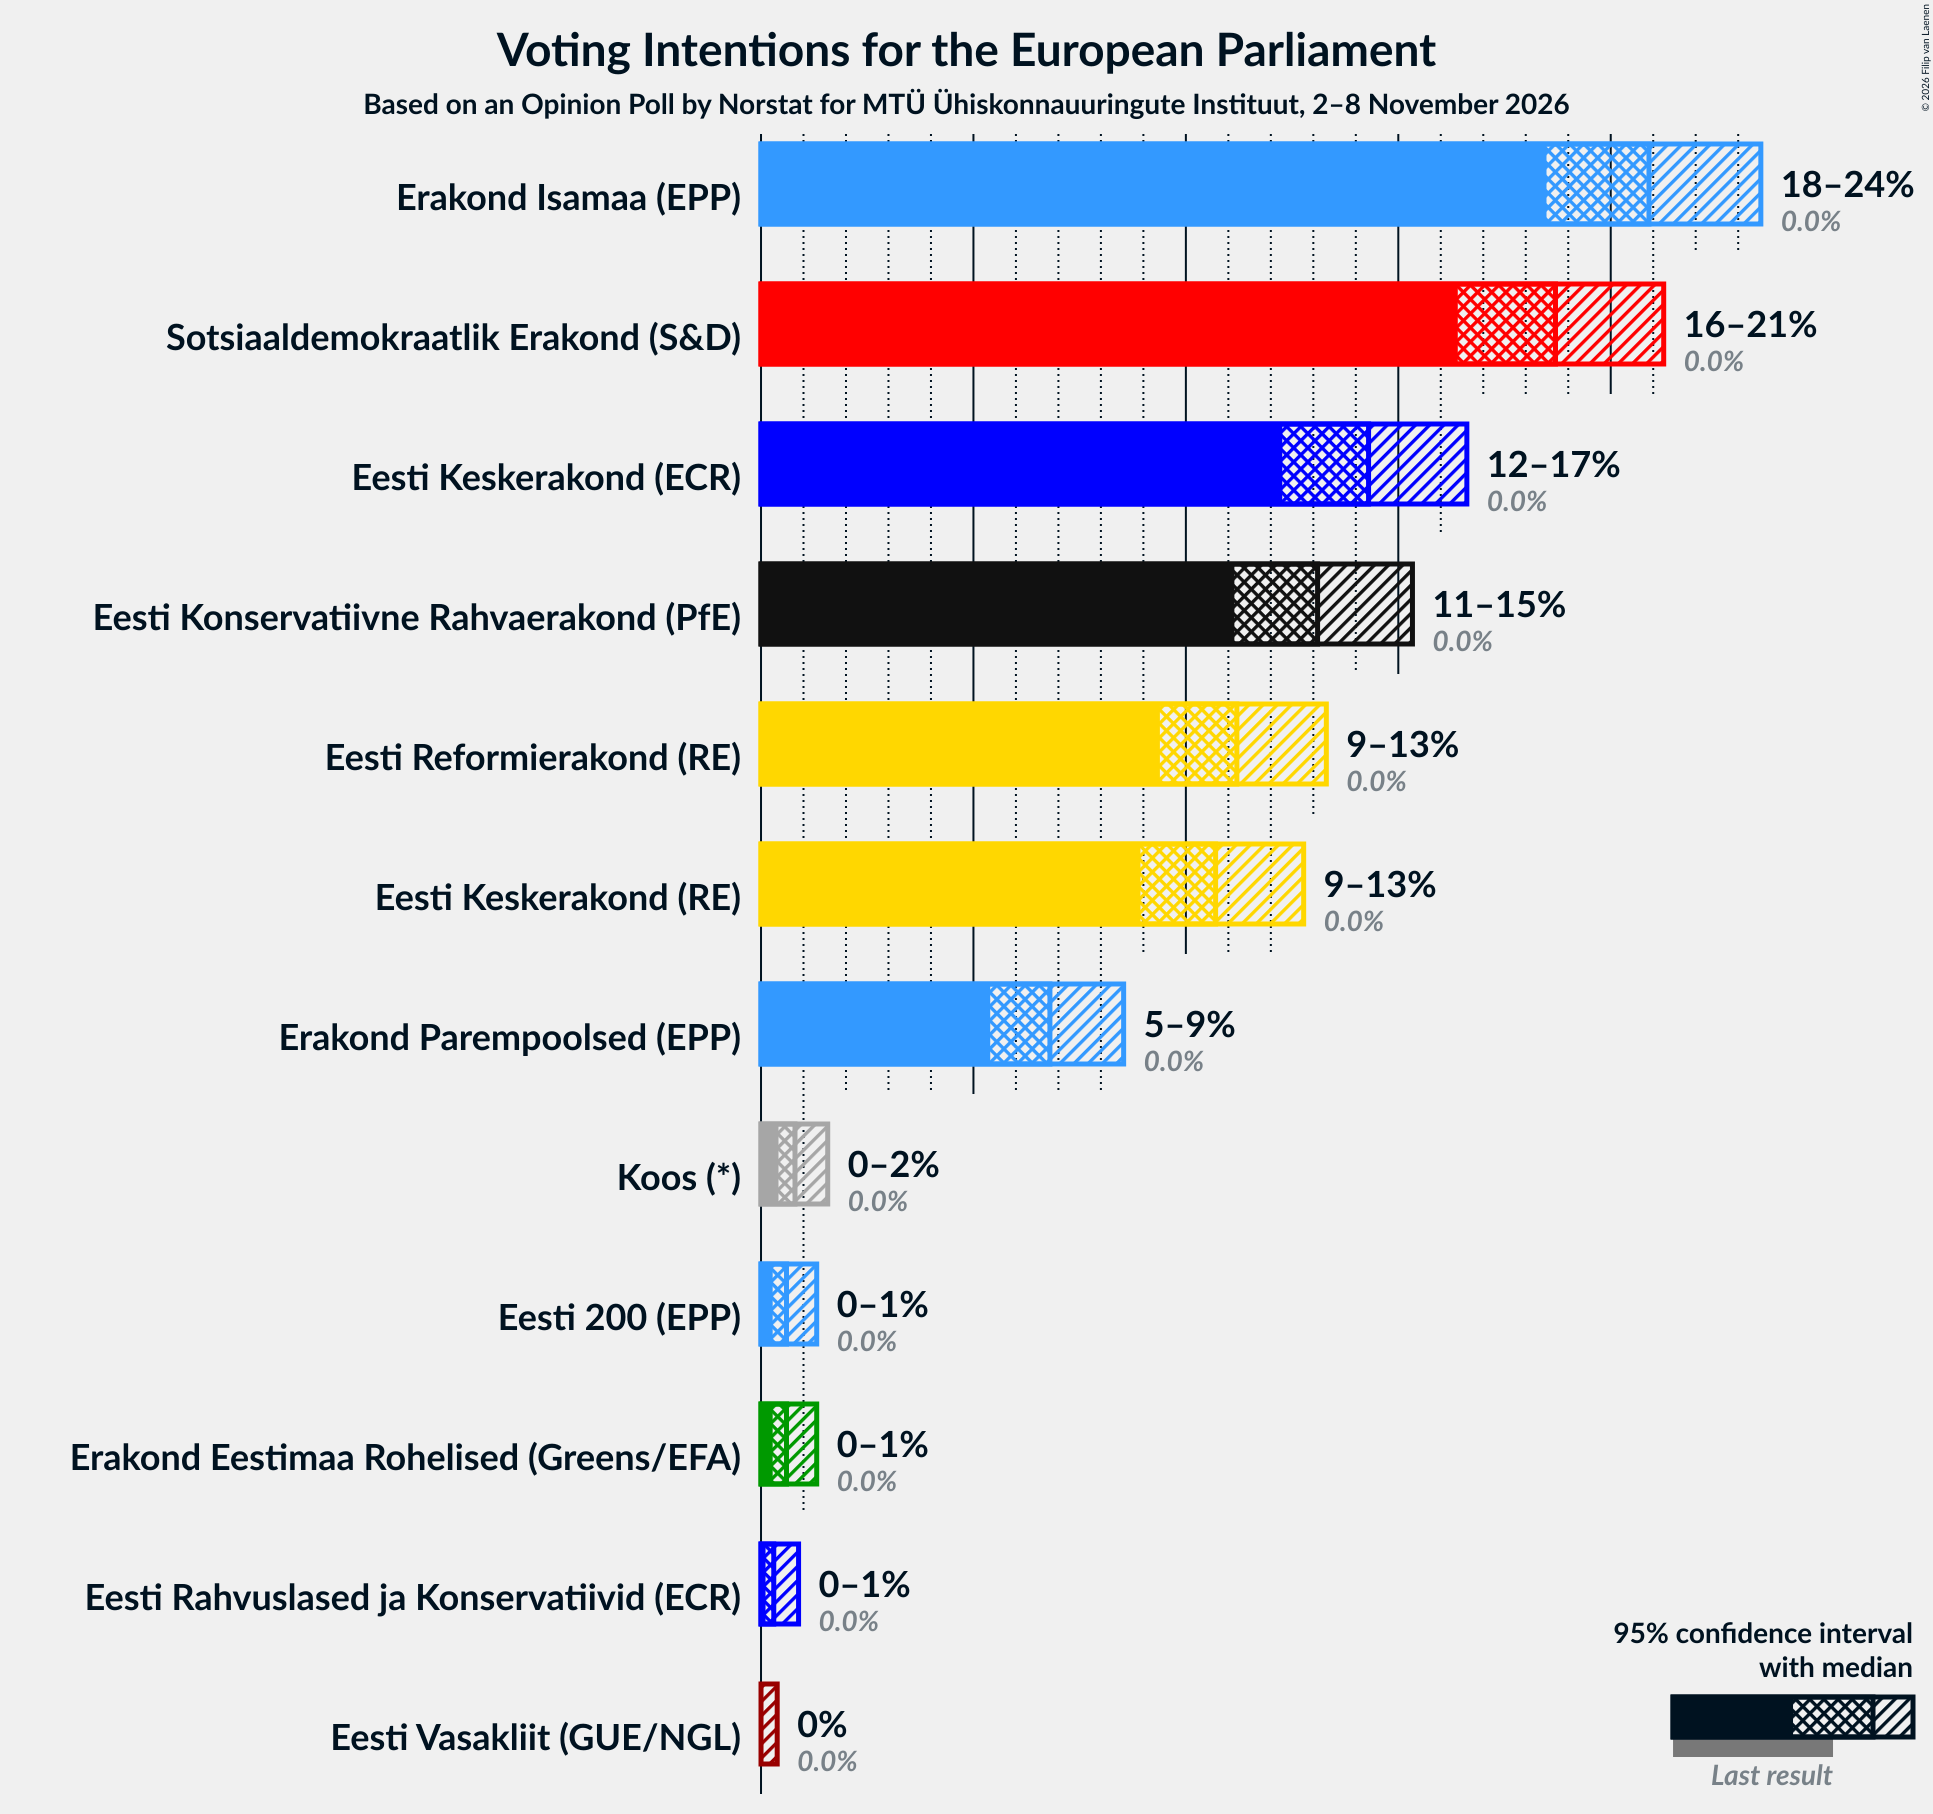 Voting Intentions for the European Parliament
Based on an Opinion Poll by Norstat for MTÜ Ühiskonnauuringute Instituut, 2–8 November 2026
© 2026 Filip van Laenen
Erakond Isamaa (EPP)
18–24%
0.0%
Sotsiaaldemokraatlik Erakond (S&D)
16–21%
0.0%
Eesti Keskerakond (ECR)
12–17%
0.0%
Eesti Konservatiivne Rahvaerakond (PfE)
11–15%
0.0%
Eesti Reformierakond (RE)
9–13%
0.0%
Eesti Keskerakond (RE)
9–13%
0.0%
Erakond Parempoolsed (EPP)
5–9%
0.0%
Koos (*)
0–2%
0.0%
Eesti 200 (EPP)
0–1%
0.0%
Erakond Eestimaa Rohelised (Greens/EFA)
0–1%
0.0%
Eesti Rahvuslased ja Konservatiivid (ECR)
0–1%
0.0%
Eesti Vasakliit (GUE/NGL)
0%
0.0%
95% confidence interval
with median
Last result